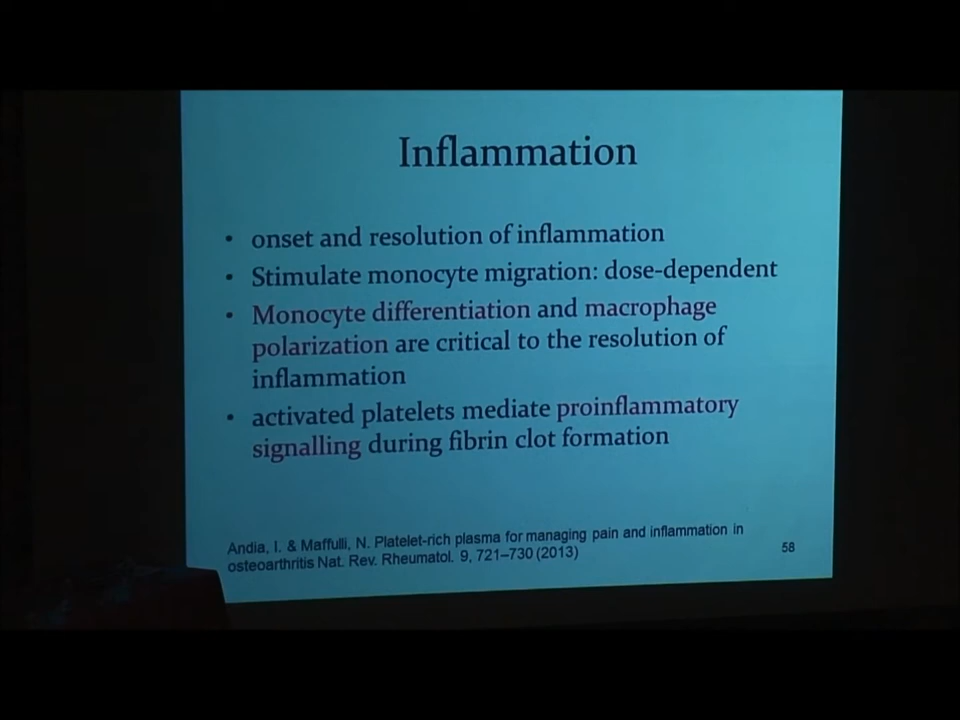 Inflammation
• onset and resolution of inflammation
• Stimulate monocyte migration: dose-dependent
• Monocyte differentiation and macrophage
polarization are critical to the resolution of
inflammation
• activated platelets mediate proinflammatory
signalling during fibrin clot formation
Andia, I. & Maffulli, N. Platelet-rich plasma for managing pain and inflammation in
osteoarthritis Nat. Rev. Rheumatol. 9, 721–730 (2013)
58